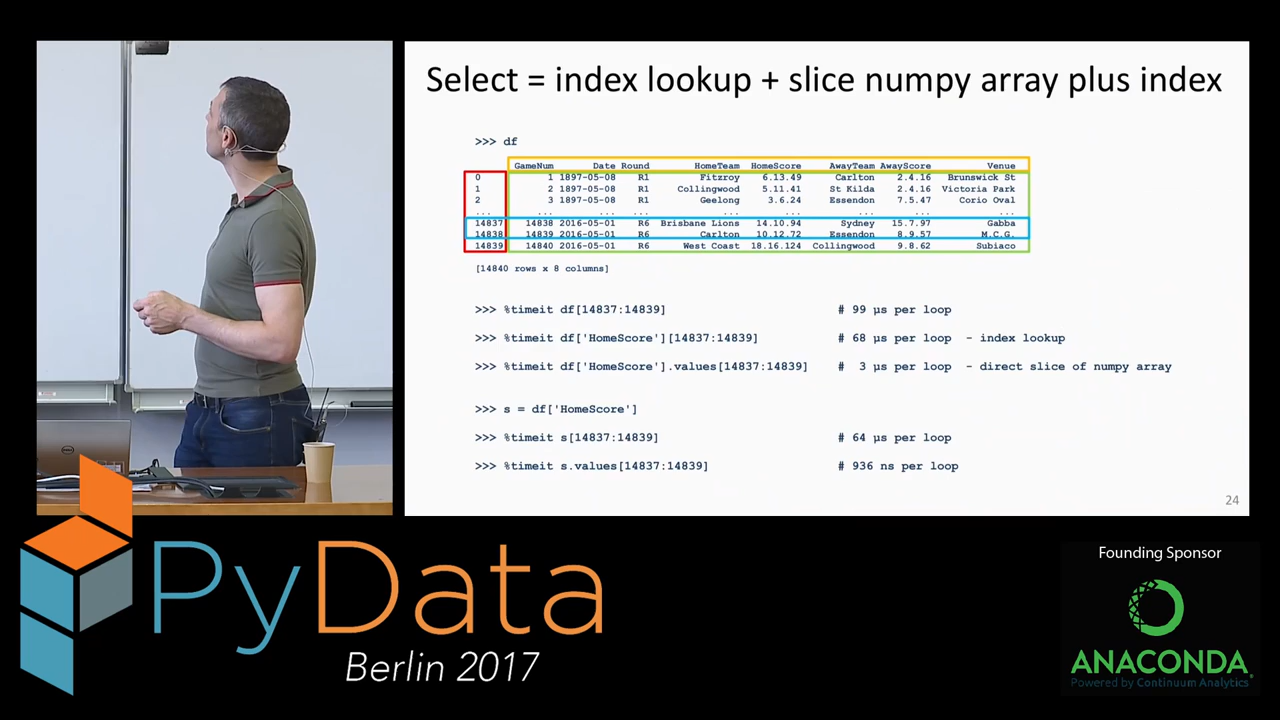 Select = index lookup + slice numpy array plus index
>>> df
GameNum Date Round HomeTeam HomeScore AwayTeam AwayScore Venue
0 1 1897-05-08 R1 Fitzroy 6.13.49 Carlton 2.4.16 Brunswick St
1 2 1897-05-08 R1 Collingwood 5.11.41 St Kilda 2.4.16 Victoria Park
2 3 1897-05-08 R1 Geelong 3.6.24 Essendon 7.5.47 Corio Oval
... ... ... ... ... ... ... ... ...
14837 14838 2016-05-01 R6 Brisbane Lions 14.10.94 Sydney 15.7.97 Gabba
14838 14839 2016-05-01 R6 Carlton 10.12.72 Essendon 8.9.57 M.C.G.
14839 14840 2016-05-01 R6 West Coast 18.16.124 Collingwood 9.8.62 Subiaco
[14840 rows x 8 columns]
>>> %timeit df[14837:14839] # 99 µs per loop
>>> %timeit df['HomeScore'][14837:14839] # 68 µs per loop - index lookup
>>> %timeit df['HomeScore'].values[14837:14839] # 3 µs per loop - direct slice of numpy array
>>> s = df['HomeScore']
>>> %timeit s[14837:14839] # 64 µs per loop
>>> %timeit s.values[14837:14839] # 936 ns per loop
24
PyData
Berlin 2017
Founding Sponsor
ANACONDA
Powered by Continuum Analytics